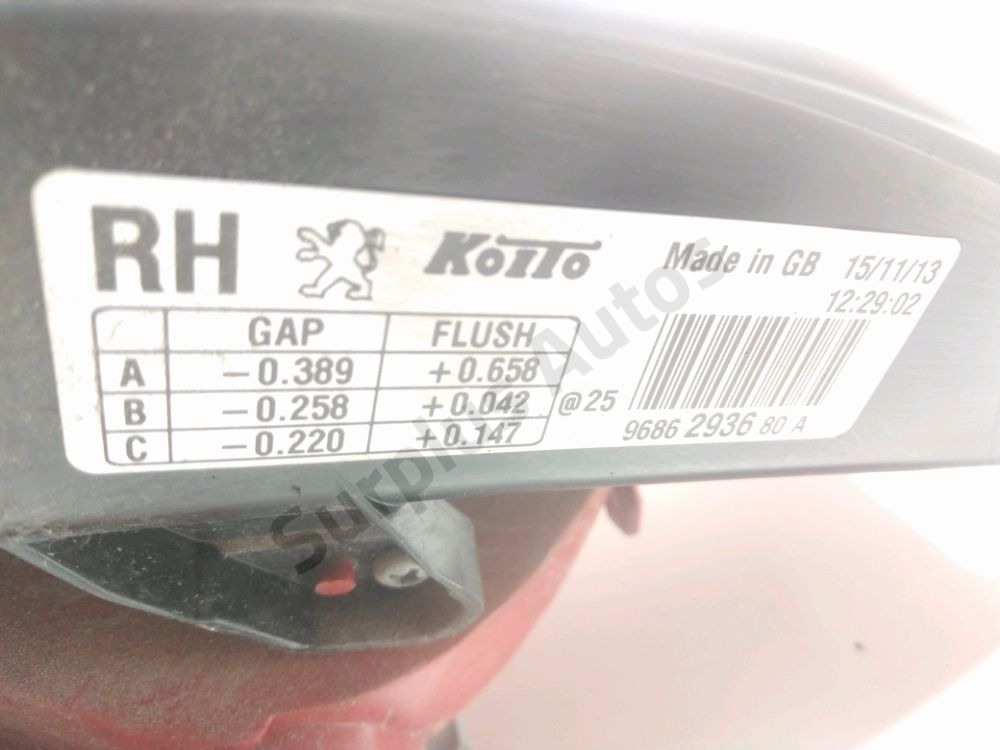 RH KOITO Made in GB 15/11/13
12:29:02
GAP FLUSH
A -0.389 +0.658
B -0.258 +0.042 @25
C -0.220 +0.147
9686 2936 80 A
Surplus Autos